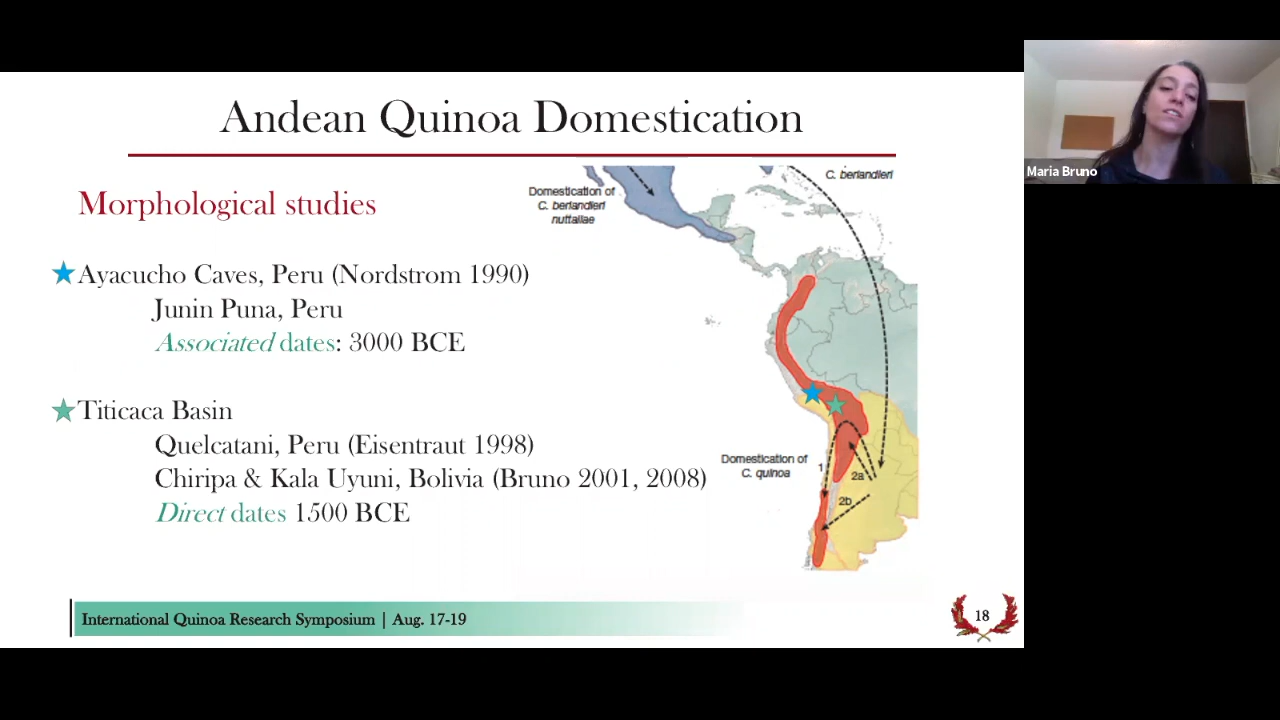 Andean Quinoa Domestication
Morphological studies
Ayacucho Caves, Peru (Nordstrom 1990)
Junin Puna, Peru
Associated dates: 3000 BCE
Titicaca Basin
Quelcatani, Peru (Eisentraut 1998)
Chiripa & Kala Uyuni, Bolivia (Bruno 2001, 2008)
Direct dates 1500 BCE
Domestication of
C. berlandieri
nuttaliae
C. berlandieri
Domestication of
C. quinoa
1
2a
2b
International Quinoa Research Symposium | Aug. 17-19
18
Maria Bruno